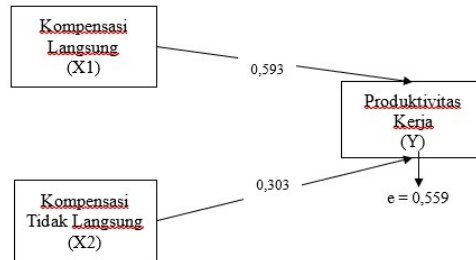 Kompensasi
Langsung
(X1)
0,593
Produktivitas
Kerja
(Y)
0,303
e = 0,559
Kompensasi
Tidak Langsung
(X2)